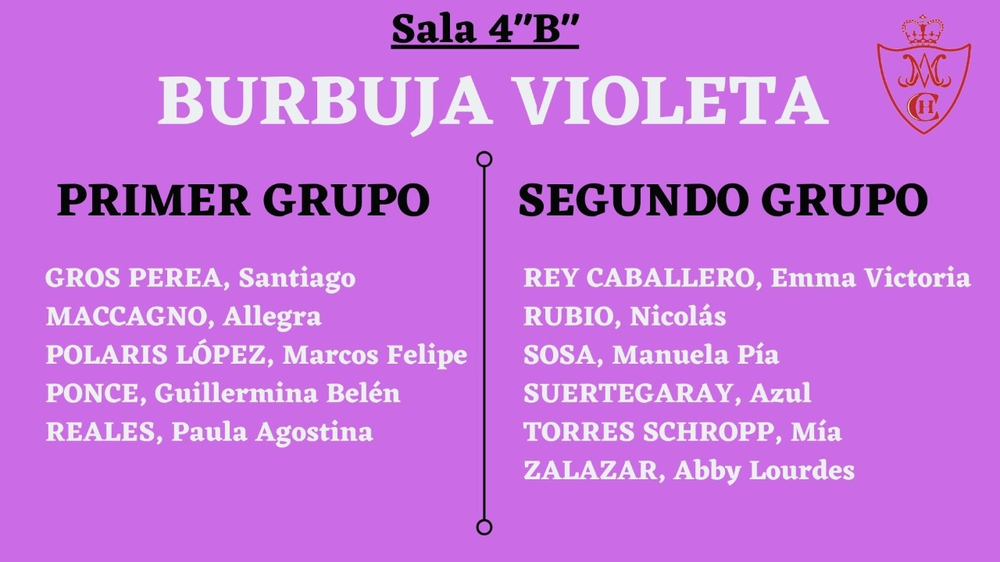 Sala 4"B"
BURBUJA VIOLETA
PRIMER GRUPO
GROS PEREA, Santiago
MACCAGNO, Allegra
POLARIS LÓPEZ, Marcos Felipe
PONCE, Guillermina Belén
REALES, Paula Agostina
SEGUNDO GRUPO
REY CABALLERO, Emma Victoria
RUBIO, Nicolás
SOSA, Manuela Pía
SUERTEGARAY, Azul
TORRES SCHROPP, Mía
ZALAZAR, Abby Lourdes